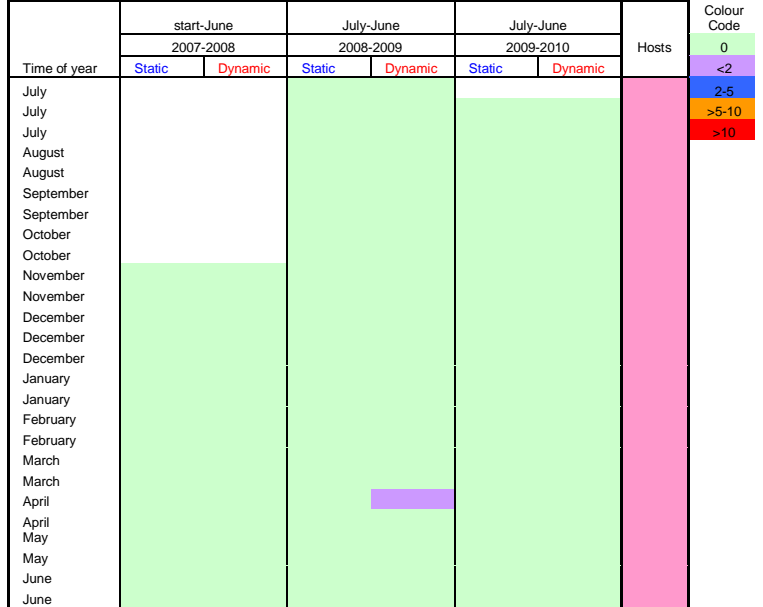 Colour
Code
start-June July-June July-June
2007-2008 2008-2009 2009-2010 Hosts 0
Time of year Static Dynamic Static Dynamic Static Dynamic <2
July 2-5
July >5-10
July >10
August
August
September
September
October
October
November
November
December
December
December
January
January
February
February
March
March
April
April
May
May
June
June